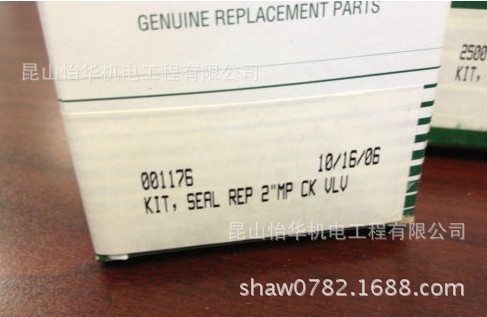 GENUINE REPLACEMENT PARTS
昆山怡华机电工程有限公司
2500
KIT,
001176 10/16/06
KIT, SEAL REP 2"MP CK VLV
昆山怡华机电工程有限公司
shaw0782.1688.com